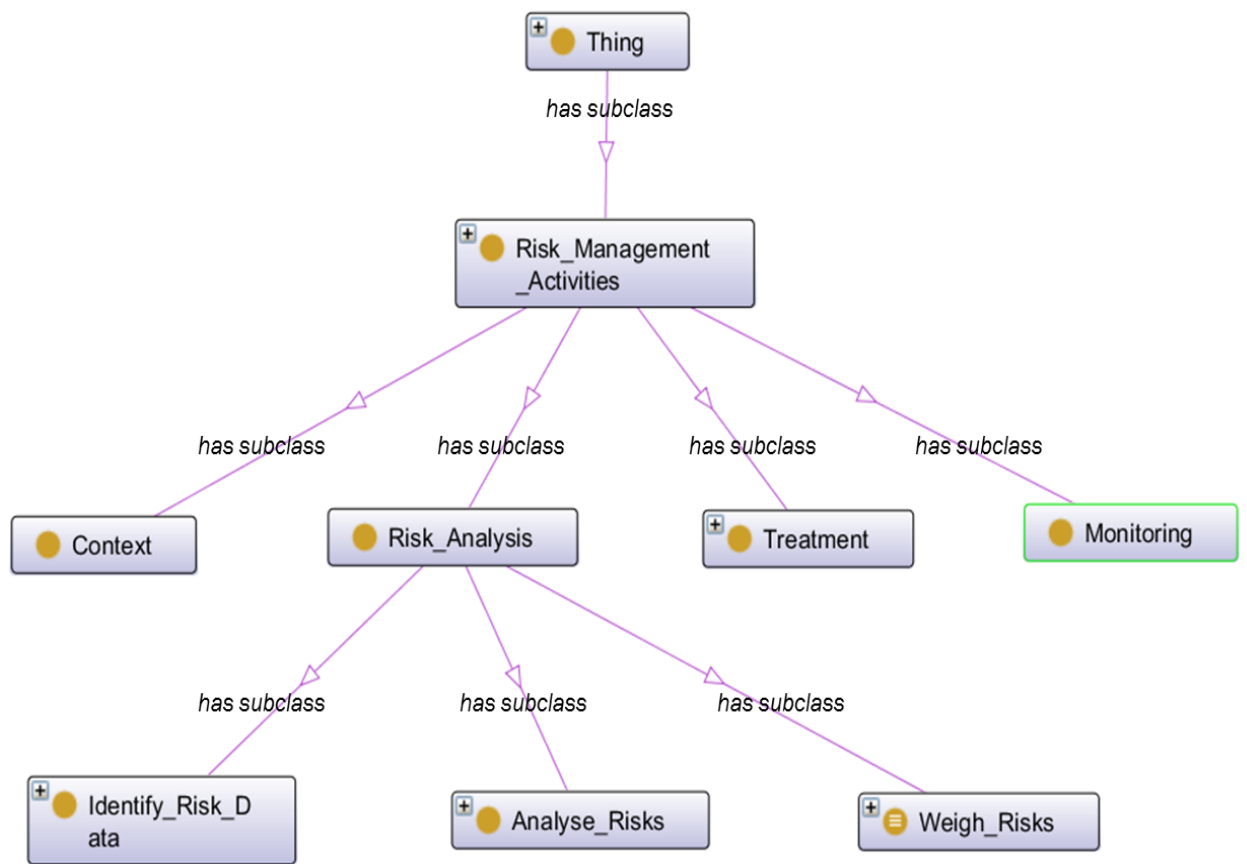 Thing
has subclass
Risk_Management
_Activities
has subclass
has subclass
has subclass
has subclass
Context
Risk_Analysis
Treatment
Monitoring
has subclass
has subclass
has subclass
Identify_Risk_D
ata
Analyse_Risks
Weigh_Risks